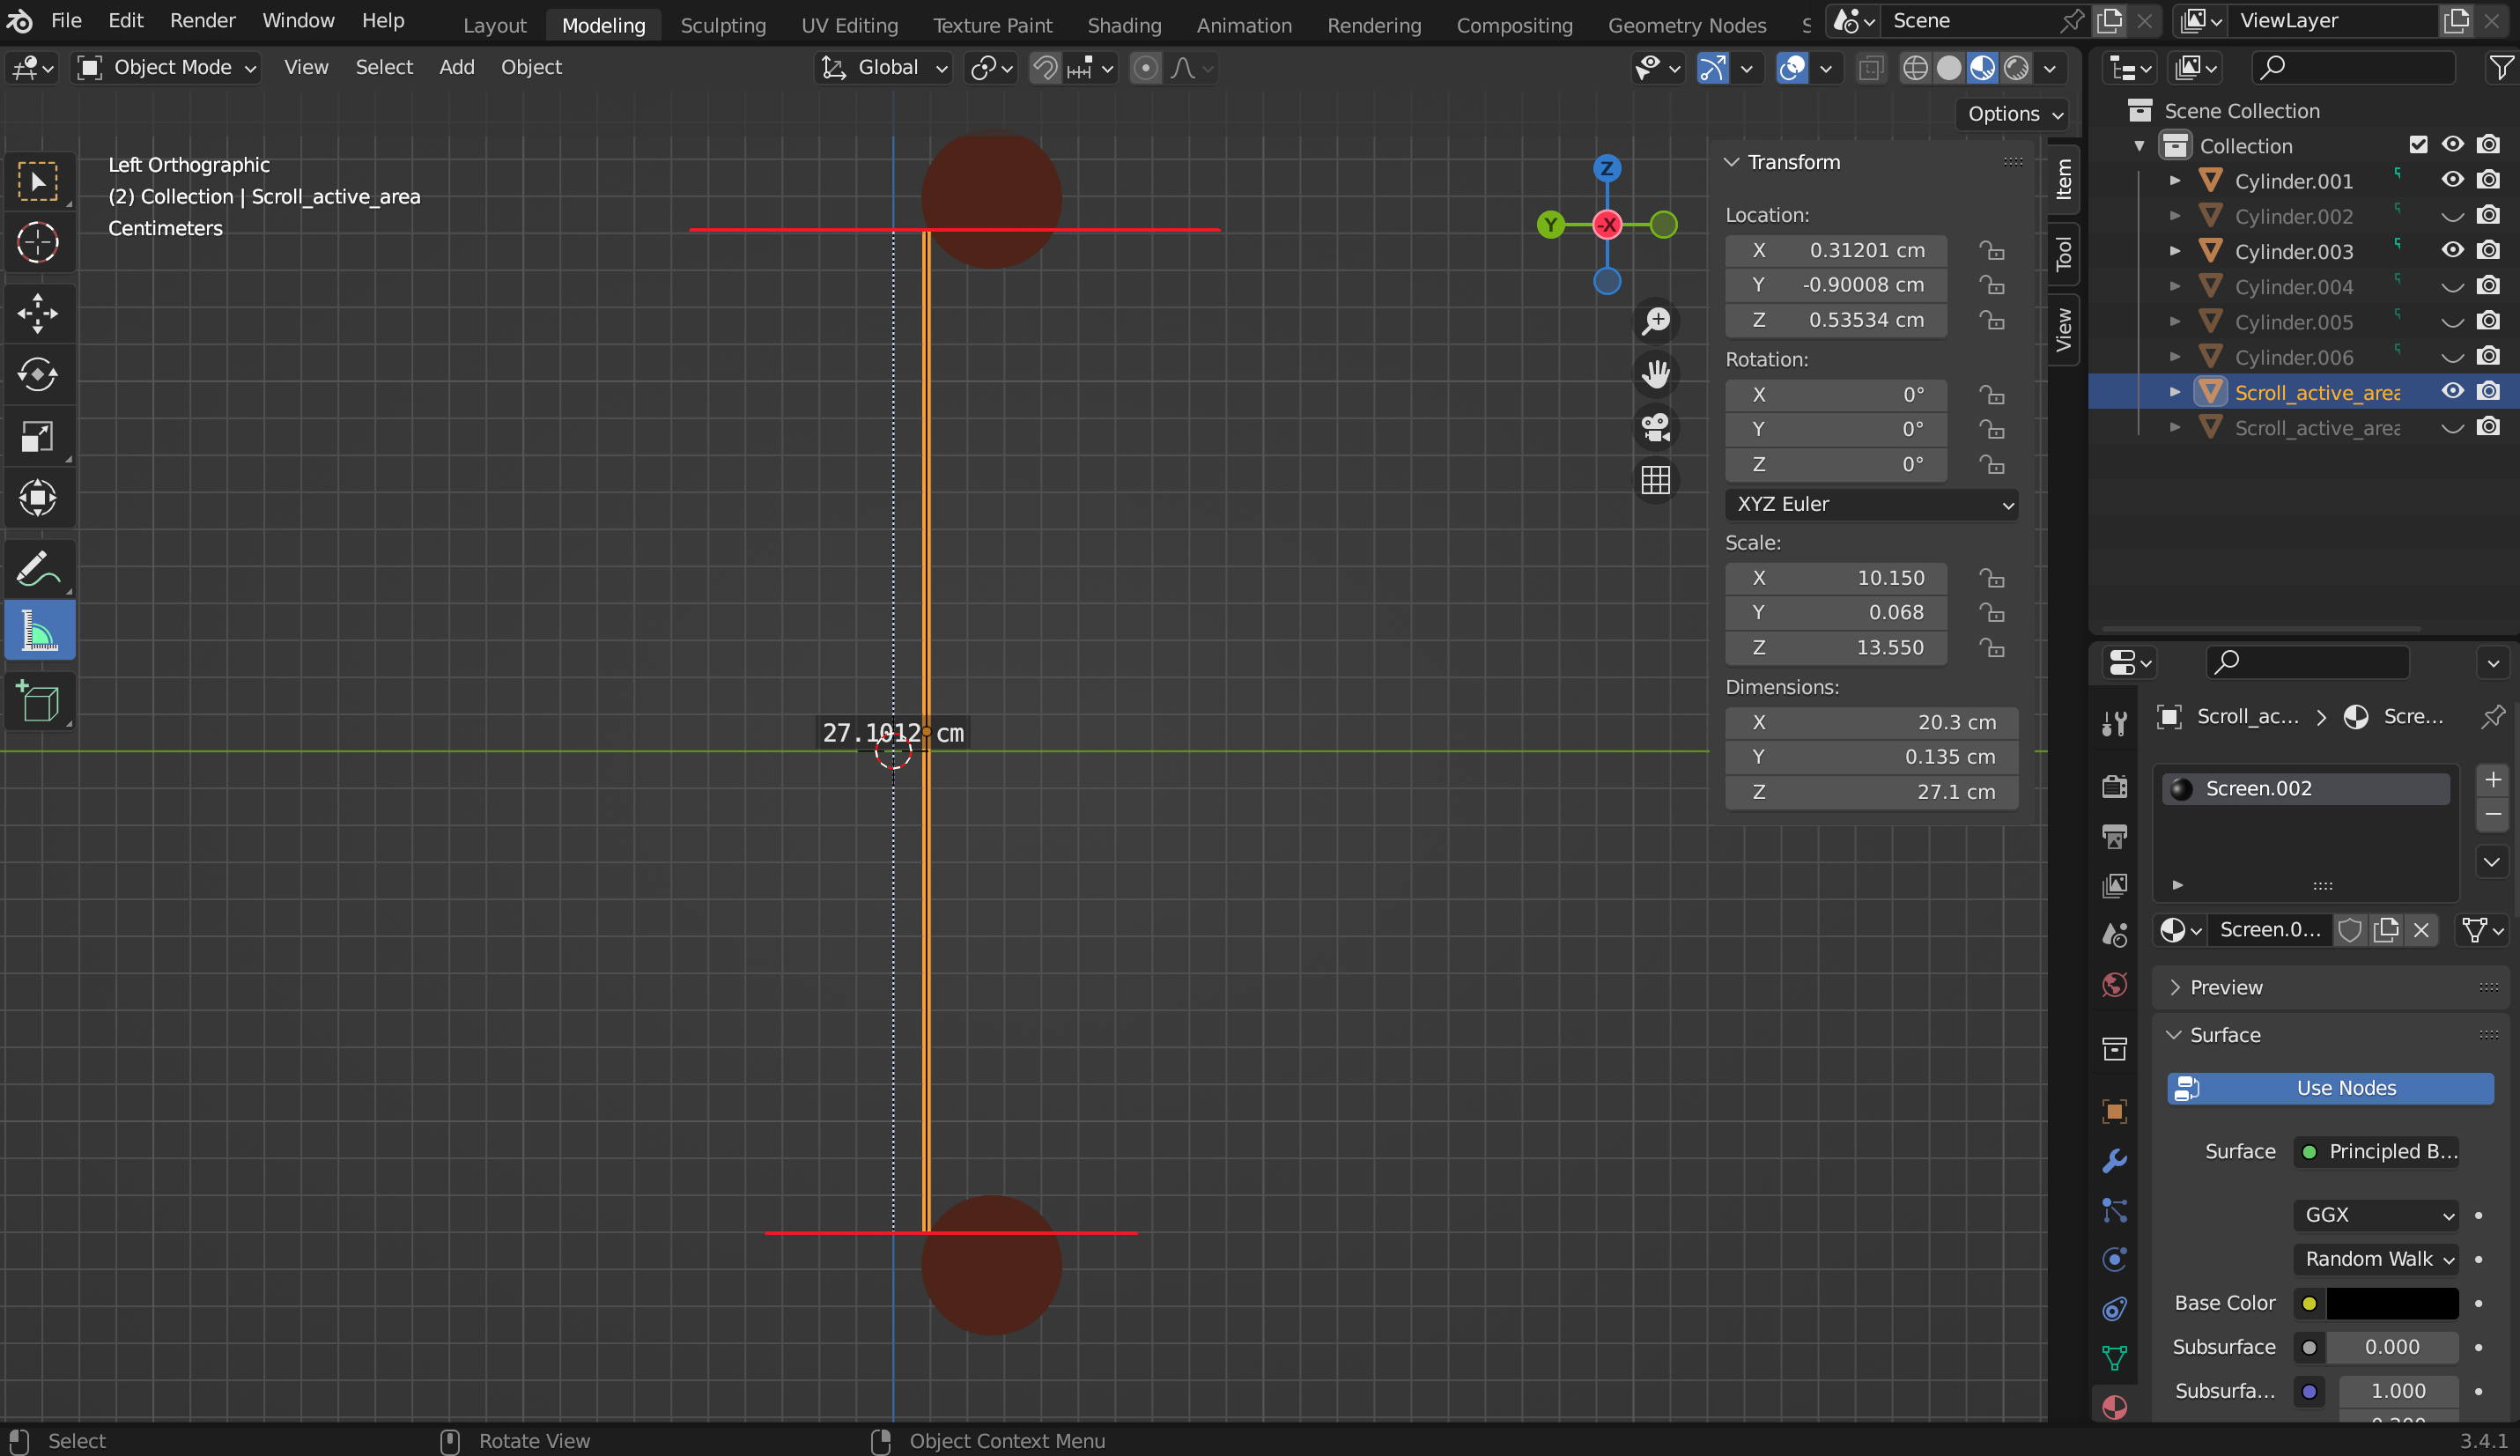 File Edit Render Window Help Layout Modeling Sculpting UV Editing Texture Paint Shading Animation Rendering Compositing Geometry Nodes Scene ViewLayer
Object Mode View Select Add Object Global
Options
Left Orthographic
(2) Collection | Scroll_active_area
Centimeters
27.1012 cm
Z
Y
-X
Transform
Location:
X 0.31201 cm
Y -0.90008 cm
Z 0.53534 cm
Rotation:
X 0°
Y 0°
Z 0°
XYZ Euler
Scale:
X 10.150
Y 0.068
Z 13.550
Dimensions:
X 20.3 cm
Y 0.135 cm
Z 27.1 cm
Item
Tool
View
Scene Collection
Collection
Cylinder.001
Cylinder.002
Cylinder.003
Cylinder.004
Cylinder.005
Cylinder.006
Scroll_active_area
Scroll_active_area
Scroll_ac... Scre...
Screen.002
Screen.0...
Preview
Surface
Use Nodes
Surface Principled B...
GGX
Random Walk
Base Color
Subsurface 0.000
Subsurfa... 1.000
Select Rotate View Object Context Menu 3.4.1